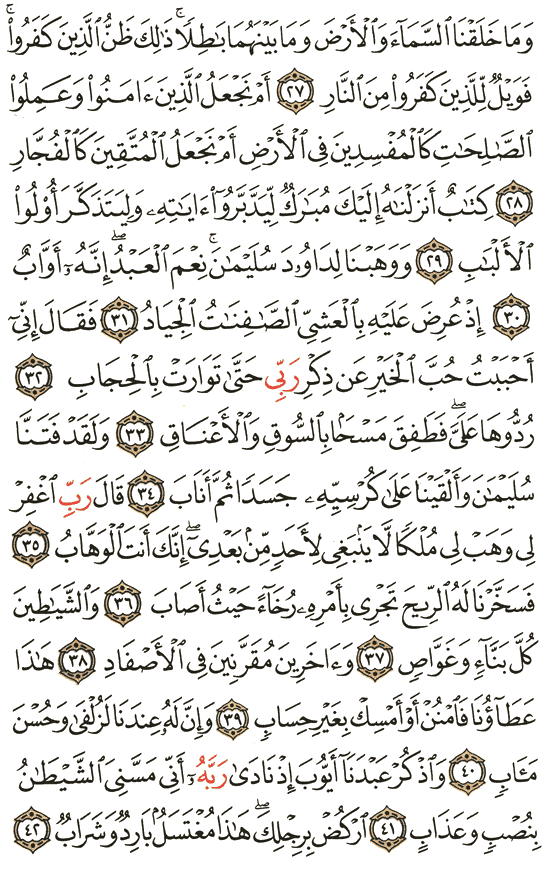 وَمَا خَلَقْنَا ٱلسَّمَآءَ وَٱلْأَرْضَ وَمَا بَيْنَهُمَا بَٰطِلًا ۚ ذَٰلِكَ ظَنُّ ٱلَّذِينَ كَفَرُوا۟ ۚ
فَوَيْلٌ لِّلَّذِينَ كَفَرُوا۟ مِنَ ٱلنَّارِ ٢٧ أَمْ نَجْعَلُ ٱلَّذِينَ ءَامَنُوا۟ وَعَمِلُوا۟
ٱلصَّٰلِحَٰتِ كَٱلْمُفْسِدِينَ فِى ٱلْأَرْضِ أَمْ نَجْعَلُ ٱلْمُتَّقِينَ كَٱلْفُجَّارِ
٢٨ كِتَٰبٌ أَنزَلْنَٰهُ إِلَيْكَ مُبَٰرَكٌ لِّيَدَّبَّرُوٓا۟ ءَايَٰتِهِۦ وَلِيَتَذَكَّرَ أُو۟لُوا۟
ٱلْأَلْبَٰبِ ٢٩ وَوَهَبْنَا لِدَاوُۥدَ سُلَيْمَٰنَ ۚ نِعْمَ ٱلْعَبْدُ ۖ إِنَّهُۥٓ أَوَّابٌ
٣٠ إِذْ عُرِضَ عَلَيْهِ بِٱلْعَشِىِّ ٱلصَّٰفِنَٰتُ ٱلْجِيَادُ ٣١ فَقَالَ إِنِّىٓ
أَحْبَبْتُ حُبَّ ٱلْخَيْرِ عَن ذِكْرِ رَبِّى حَتَّىٰ تَوَارَتْ بِٱلْحِجَابِ ٣٢
رُدُّوهَا عَلَىَّ ۖ فَطَفِقَ مَسْحًۢا بِٱلسُّوقِ وَٱلْأَعْنَاقِ ٣٣ وَلَقَدْ فَتَنَّا
سُلَيْمَٰنَ وَأَلْقَيْنَا عَلَىٰ كُرْسِيِّهِۦ جَسَدًا ثُمَّ أَنَابَ ٣٤ قَالَ رَبِّ ٱغْفِرْ
لِى وَهَبْ لِى مُلْكًا لَّا يَنۢبَغِى لِأَحَدٍ مِّنۢ بَعْدِىٓ ۖ إِنَّكَ أَنتَ ٱلْوَهَّابُ ٣٥
فَسَخَّرْنَا لَهُ ٱلرِّيحَ تَجْرِى بِأَمْرِهِۦ رُخَآءً حَيْثُ أَصَابَ ٣٦ وَٱلشَّيَٰطِينَ
كُلَّ بَنَّآءٍ وَغَوَّاصٍ ٣٧ وَءَاخَرِينَ مُقَرَّنِينَ فِى ٱلْأَصْفَادِ ٣٨ هَٰذَا
عَطَآؤُنَا فَٱمْنُنْ أَوْ أَمْسِكْ بِغَيْرِ حِسَابٍ ٣٩ وَإِنَّ لَهُۥ عِندَنَا لَزُلْفَىٰ وَحُسْنَ
مَـَٔابٍ ٤٠ وَٱذْكُرْ عَبْدَنَآ أَيُّوبَ إِذْ نَادَىٰ رَبَّهُۥٓ أَنِّى مَسَّنِىَ ٱلشَّيْطَٰنُ
بِنُصْبٍ وَعَذَابٍ ٤١ ٱرْكُضْ بِرِجْلِكَ ۖ هَٰذَا مُغْتَسَلٌۢ بَارِدٌ وَشَرَابٌ ٤٢